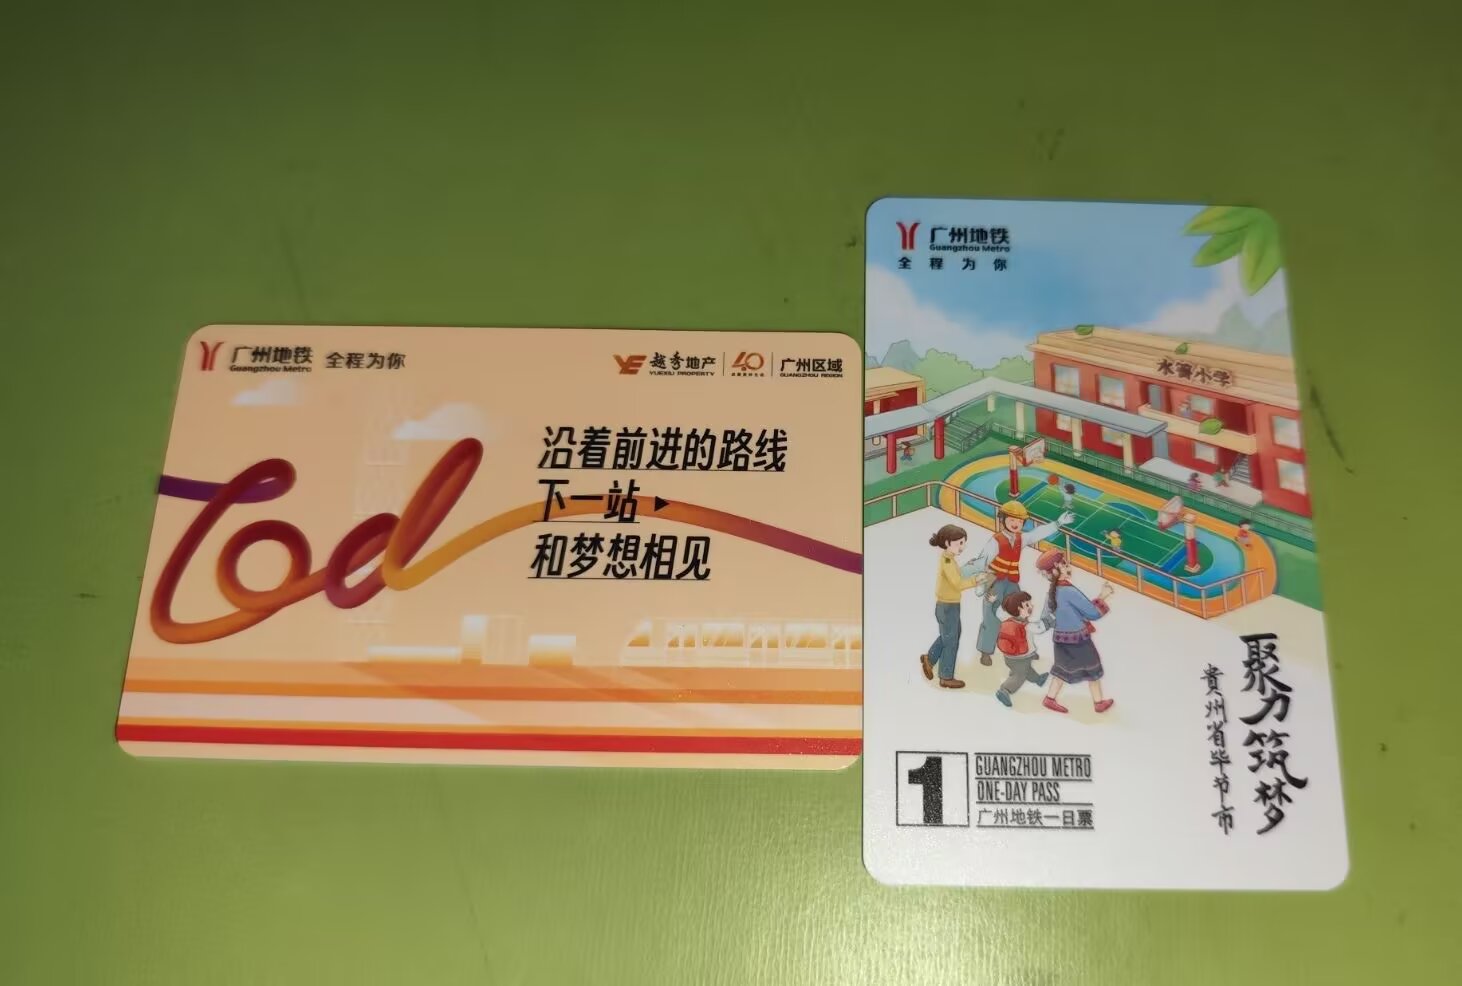 广州地铁
Guangzhou Metro
全程为你
越秀地产
YUEXIU PROPERTY
40
广州区域
GUANGZHOU REGION
沿着前进的路线
下一站
和梦想相见
Tod
广州地铁
Guangzhou Metro
全程为你
水箐小学
聚力筑梦
貴州省毕节市
1
GUANGZHOU METRO
ONE-DAY PASS
广州地铁一日票